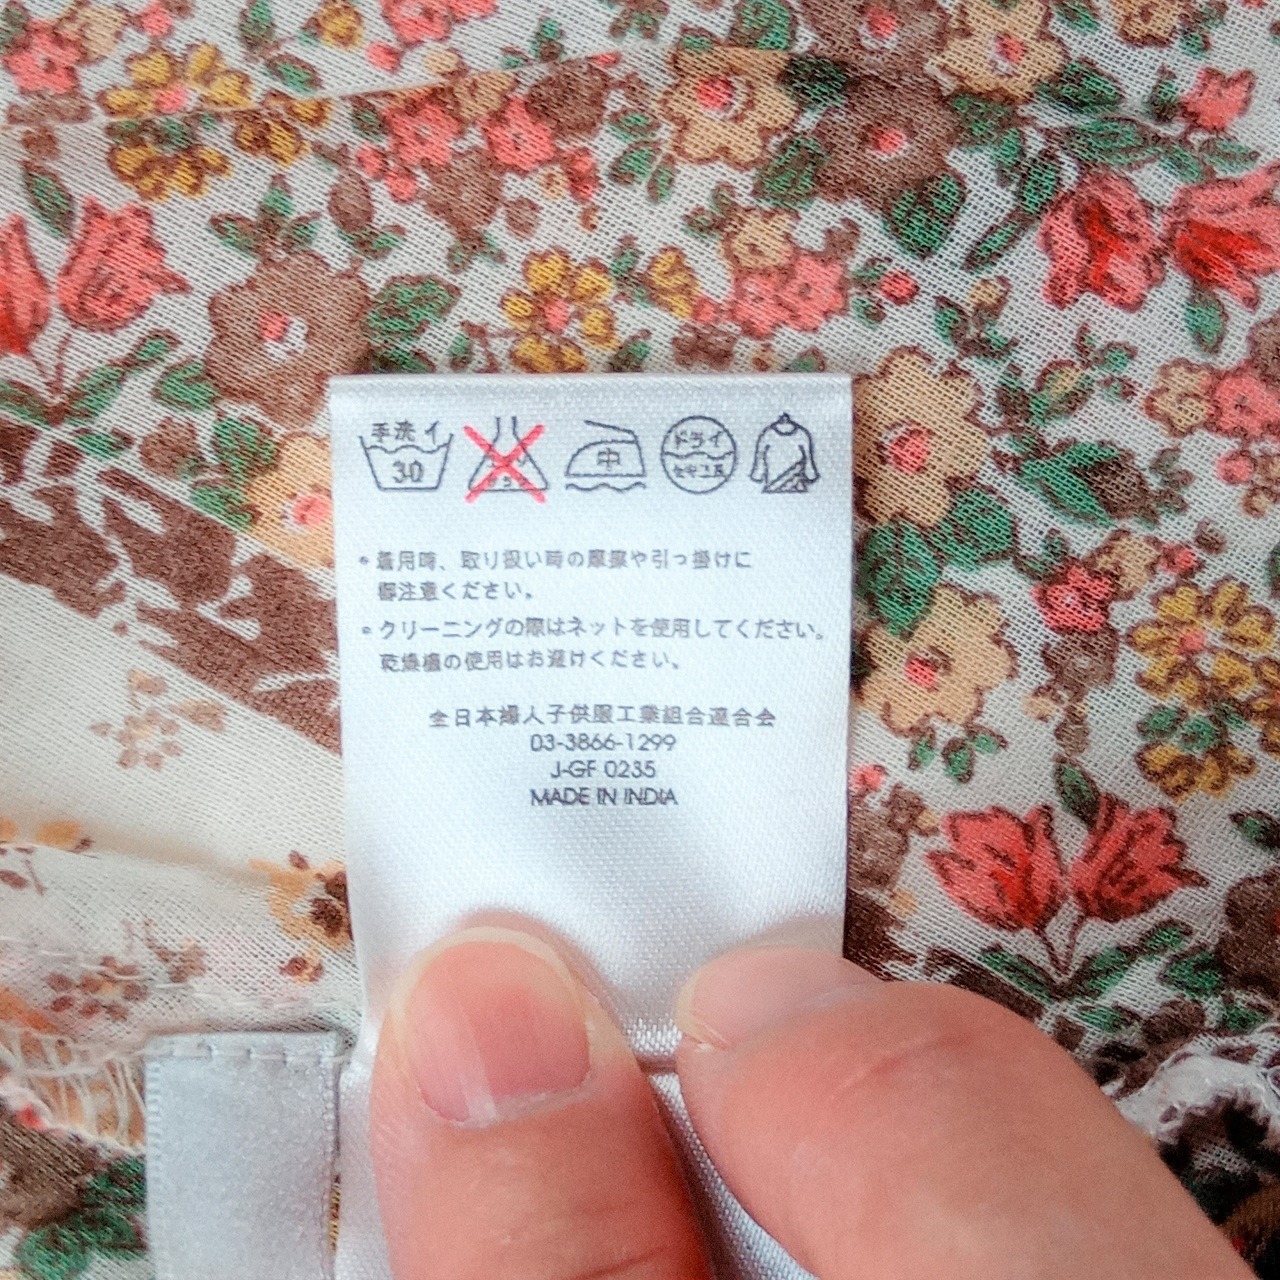 手洗イ
30
中
ドライ
セキユ系
• 着用時、取り扱い時の摩擦や引っ掛けに
御注意ください。
• クリーニングの際はネットを使用してください。
乾燥機の使用はお避けください。
全日本婦人子供服工業組合連合会
03-3866-1299
J-GF 0235
MADE IN INDIA